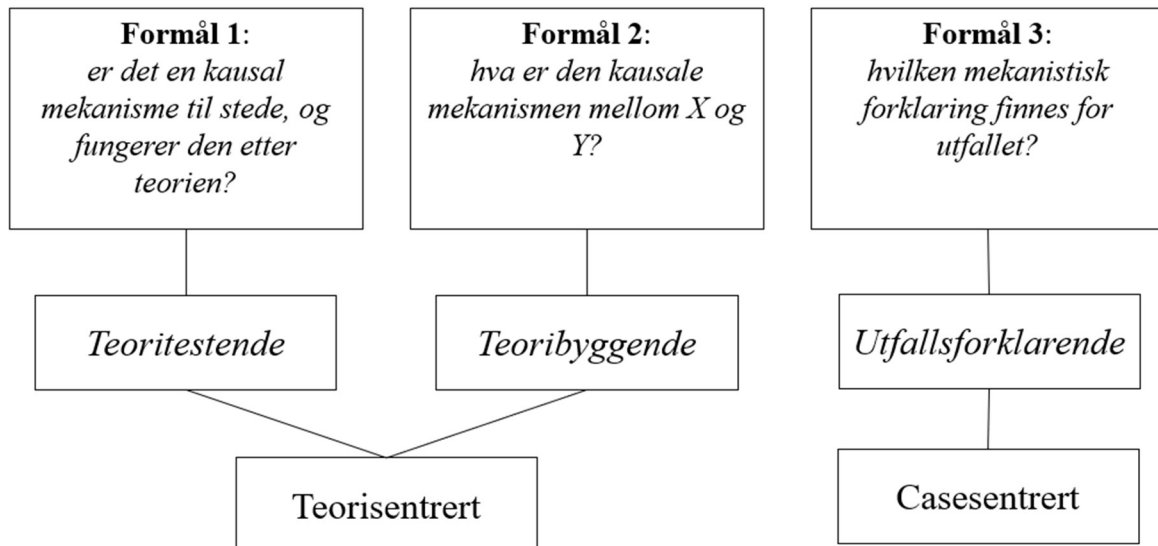 Formål 1:
er det en kausal
mekanisme til stede, og
fungerer den etter
teorien?
Formål 2:
hva er den kausale
mekanismen mellom X og
Y?
Formål 3:
hvilken mekanistisk
forklaring finnes for
utfallet?
Teoritestende
Teoribyggende
Utfallsforklarende
Teorisentrert
Casesentrert